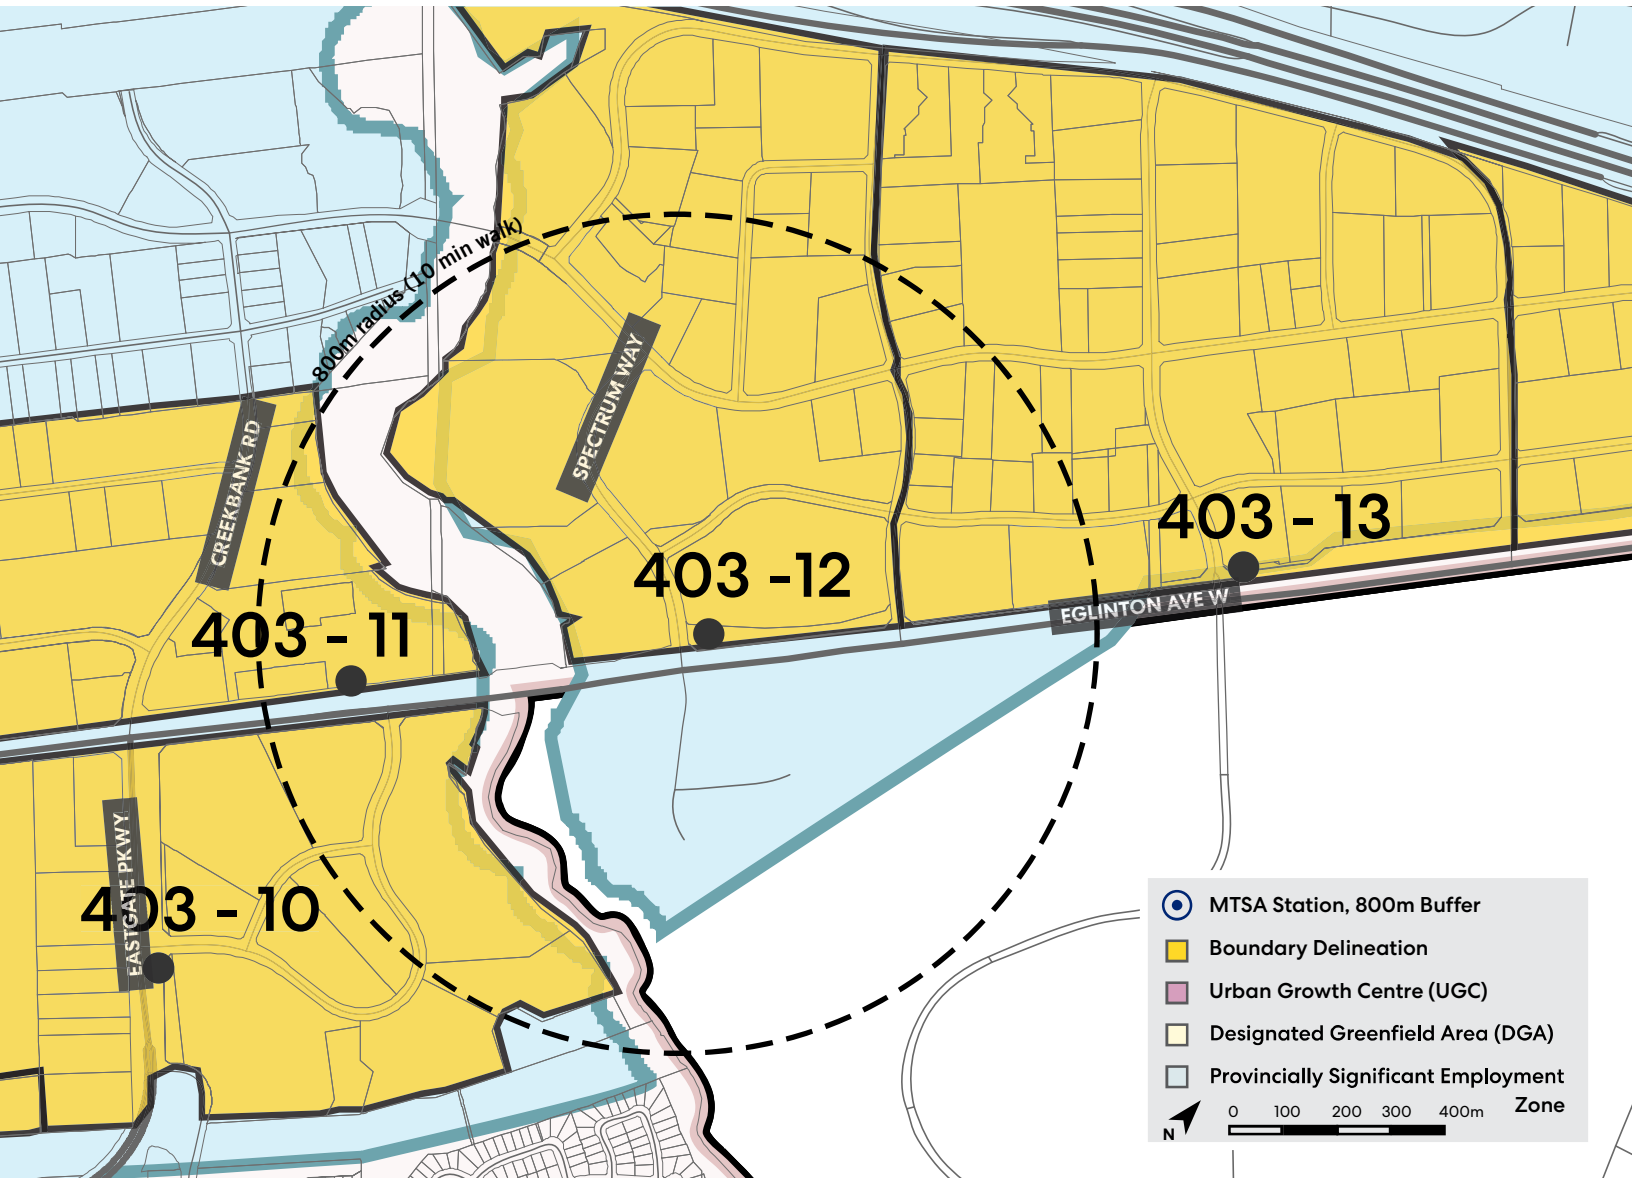 800m radius (10 min walk)
SPECTRUM WAY
CREEKBANK RD
403 - 13
403 -12
EGLINTON AVE W
403 - 11
EASTGATE PKWY
403 - 10
MTSA Station, 800m Buffer
Boundary Delineation
Urban Growth Centre (UGC)
Designated Greenfield Area (DGA)
Provincially Significant Employment
Zone
N
0 100 200 300 400m